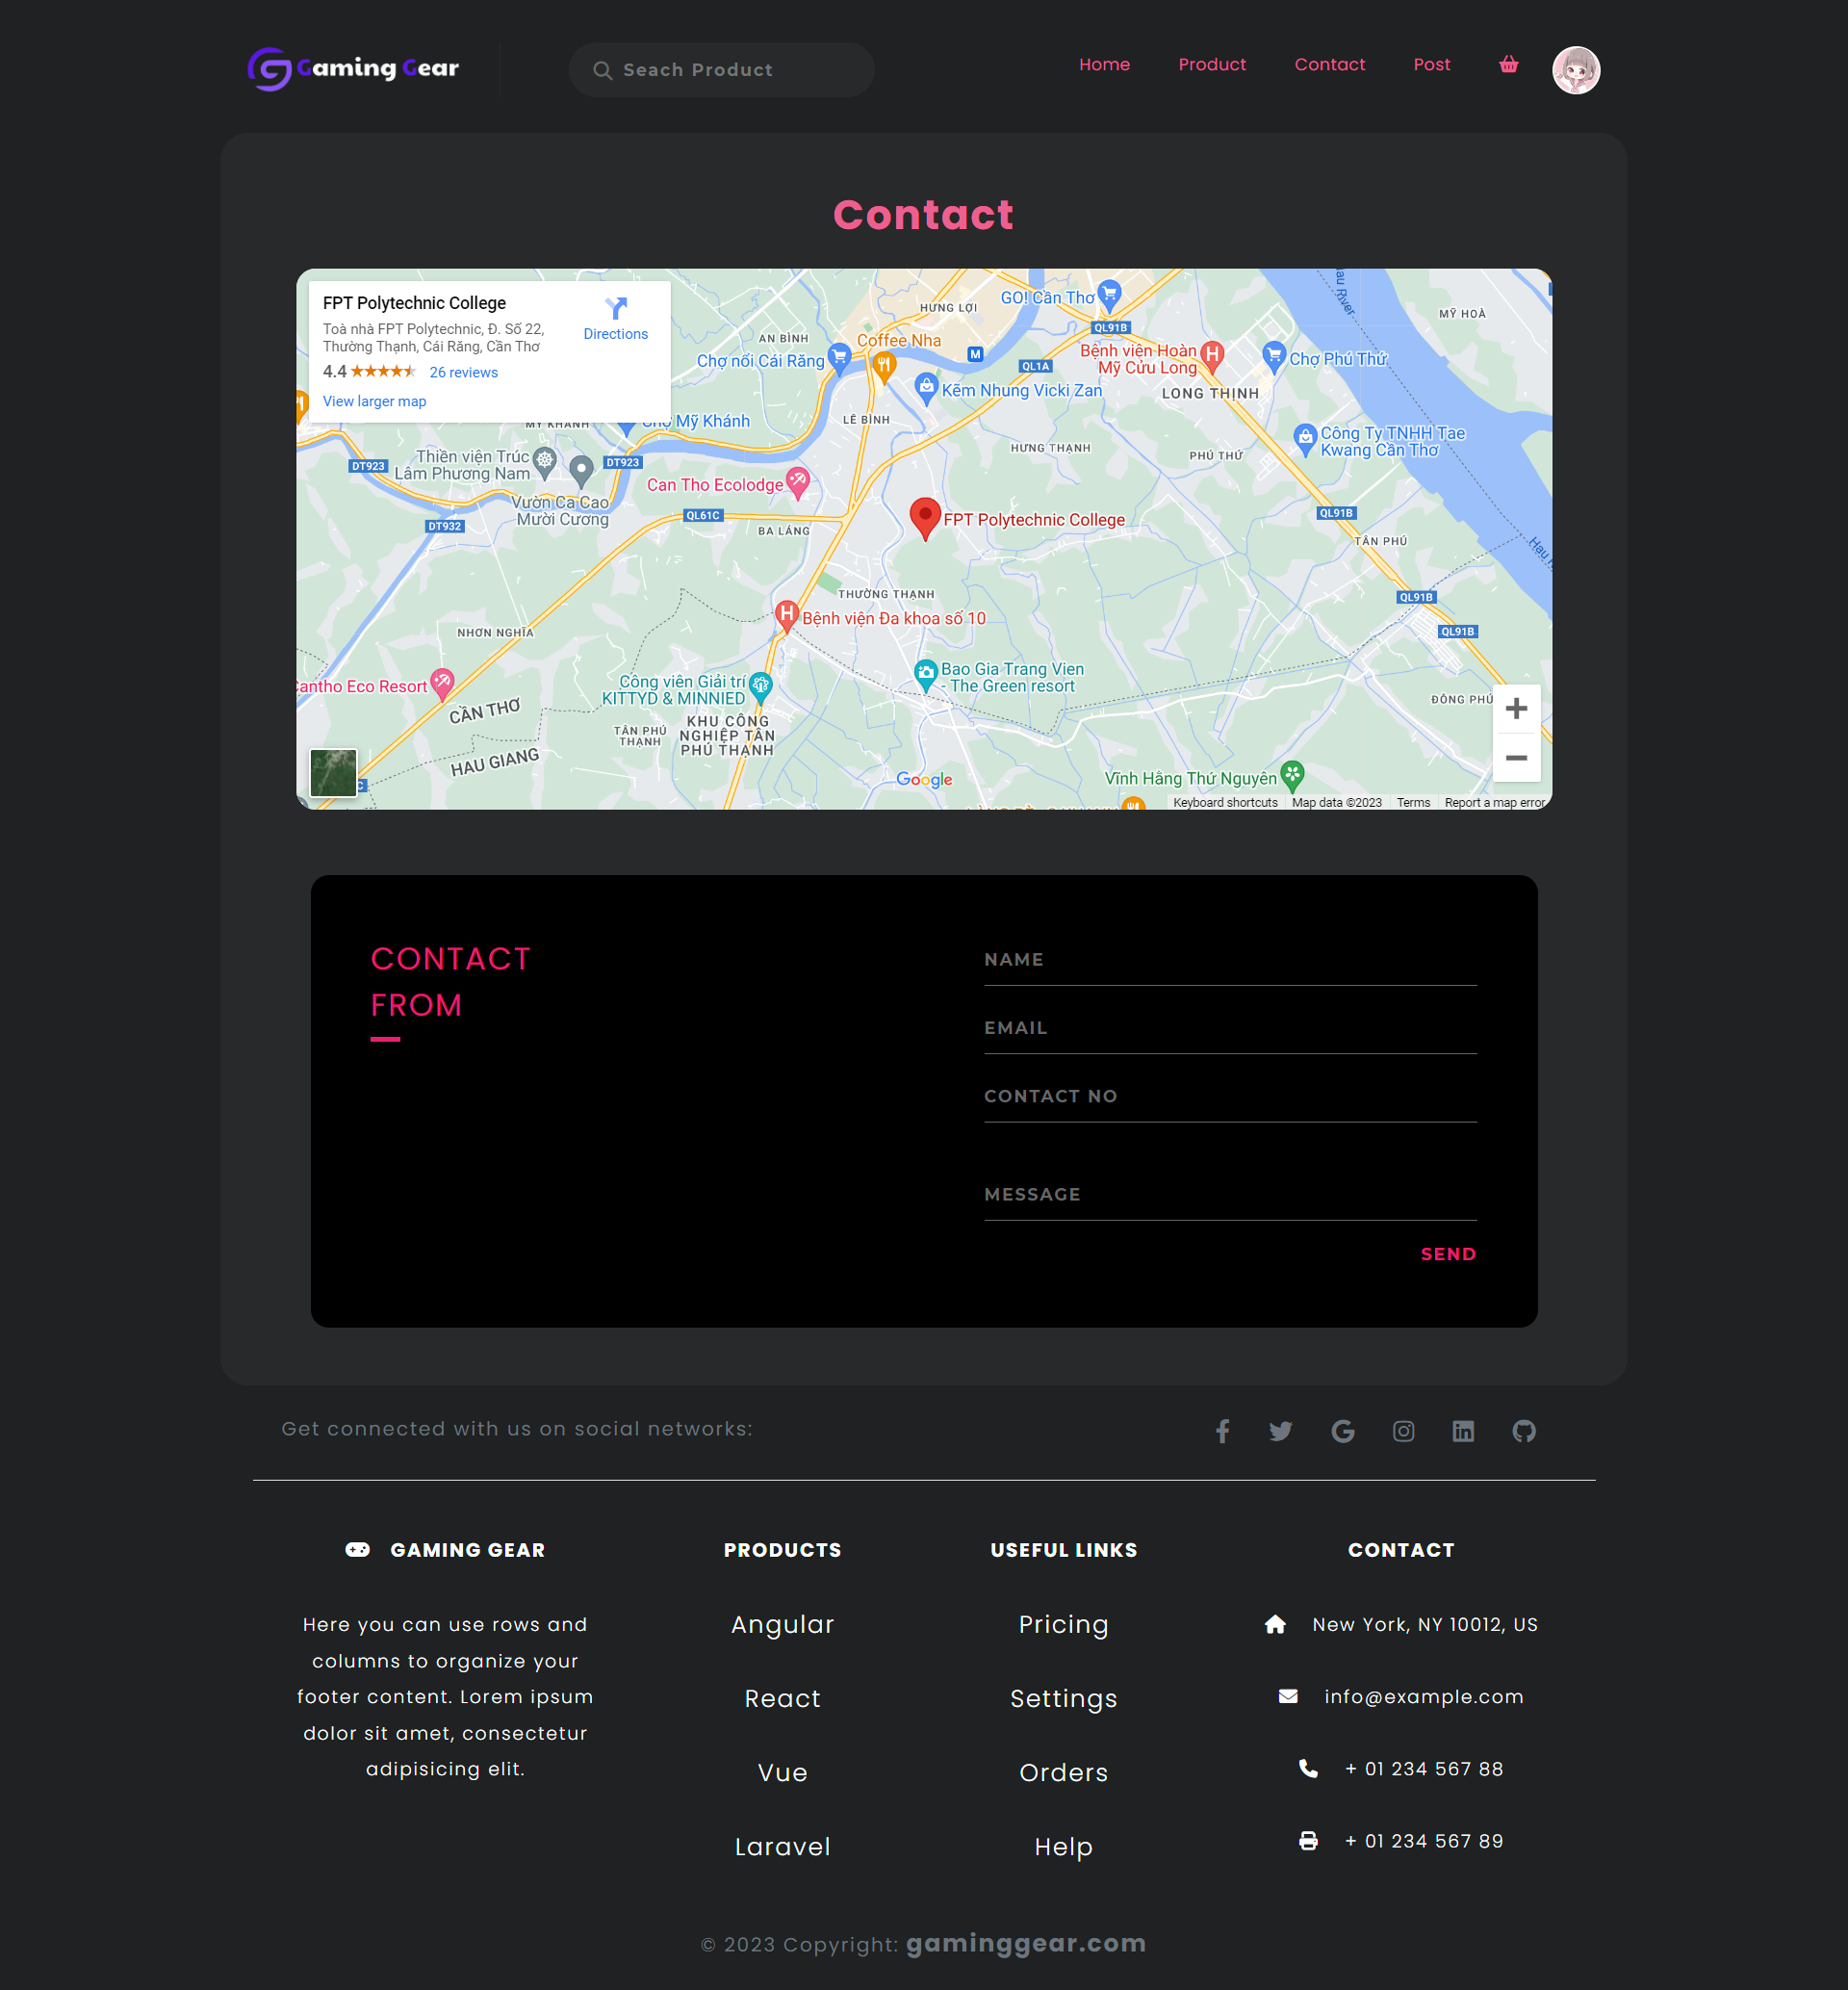 Gaming Gear
Seach Product
Home
Product
Contact
Post
Contact
FPT Polytechnic College
Toà nhà FPT Polytechnic, Đ. Số 22,
Thường Thạnh, Cái Răng, Cần Thơ
4.4
26 reviews
View larger map
Directions
GO! Cần Thơ
HƯNG LỢI
QL91B
MỸ HOÀ
AN BÌNH
Coffee Nha
Chợ nổi Cái Răng
M
QL1A
Bệnh viện Hoàn
Mỹ Cửu Long
Chợ Phú Thứ
Kẽm Nhung Vicki Zan
LONG THỊNH
LÊ BÌNH
Mỹ Khánh
Công Ty TNHH Tae
Kwang Cần Thơ
HƯNG THẠNH
PHÚ THỨ
Thiền viện Trúc
Lâm Phương Nam
DT923
DT923
Can Tho Ecolodge
Vườn Ca Cao
Mười Cương
DT932
QL61C
BA LÁNG
FPT Polytechnic College
QL91B
TÂN PHÚ
THƯỜNG THẠNH
QL91B
Bệnh viện Đa khoa số 10
QL91B
NHƠN NGHĨA
Bao Gia Trang Vien
- The Green resort
Cantho Eco Resort
Công viên Giải trí
KITTYD & MINNIED
CẦN THƠ
HAU GIANG
TÂN PHÚ
THẠNH
KHU CÔNG
NGHIỆP TÂN
PHÚ THẠNH
ĐÔNG PHÚ
Google
Vĩnh Hằng Thứ Nguyên
Keyboard shortcuts
Map data ©2023
Terms
Report a map error
CONTACT
FROM
NAME
EMAIL
CONTACT NO
MESSAGE
SEND
Get connected with us on social networks:
GAMING GEAR
Here you can use rows and
columns to organize your
footer content. Lorem ipsum
dolor sit amet, consectetur
adipisicing elit.
PRODUCTS
Angular
React
Vue
Laravel
USEFUL LINKS
Pricing
Settings
Orders
Help
CONTACT
New York, NY 10012, US
info@example.com
+ 01 234 567 88
+ 01 234 567 89
© 2023 Copyright: gaminggear.com